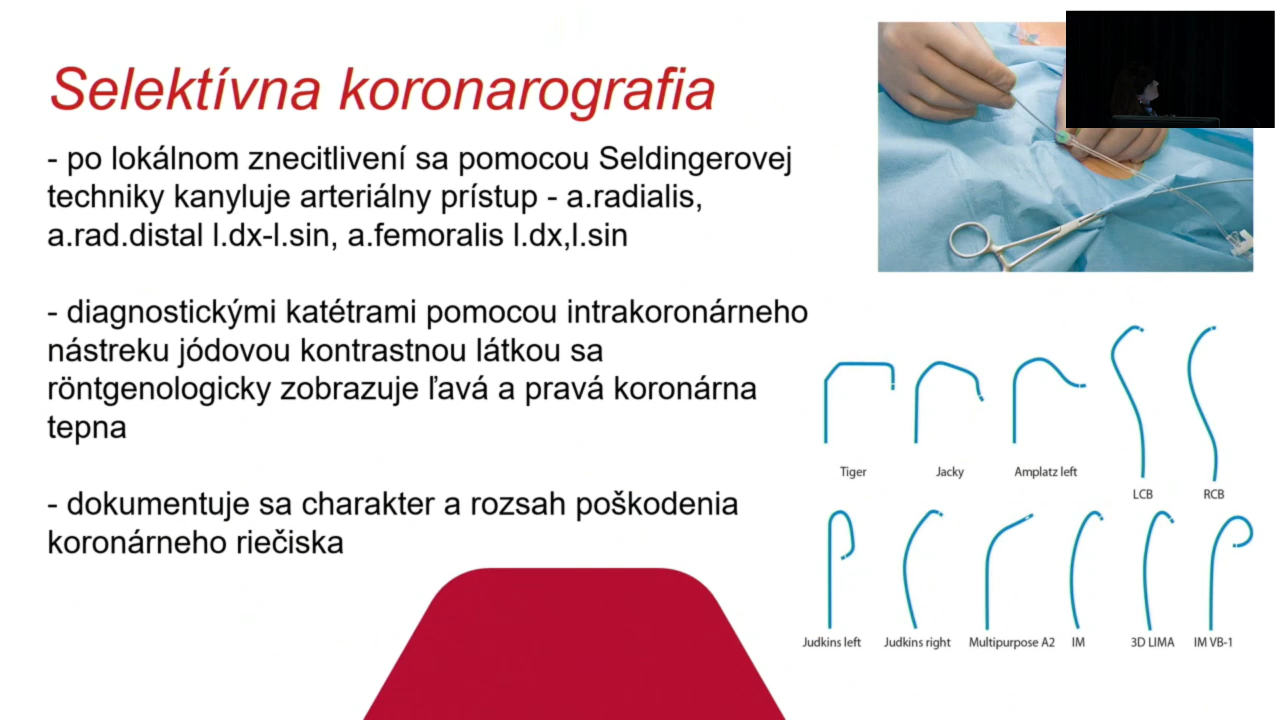 Selektívna koronarografia
- po lokálnom znecitlivení sa pomocou Seldingerovej
techniky kanyluje arteriálny prístup - a.radialis,
a.rad.distal l.dx-l.sin, a.femoralis l.dx,l.sin
- diagnostickými katétrami pomocou intrakoronárneho
nástreku jódovou kontrastnou látkou sa
röntgenologicky zobrazuje ľavá a pravá koronárna
tepna
- dokumentuje sa charakter a rozsah poškodenia
koronárneho riečiska
Tiger
Jacky
Amplatz left
LCB
RCB
Judkins left
Judkins right
Multipurpose A2
IM
3D LIMA
IM VB-1